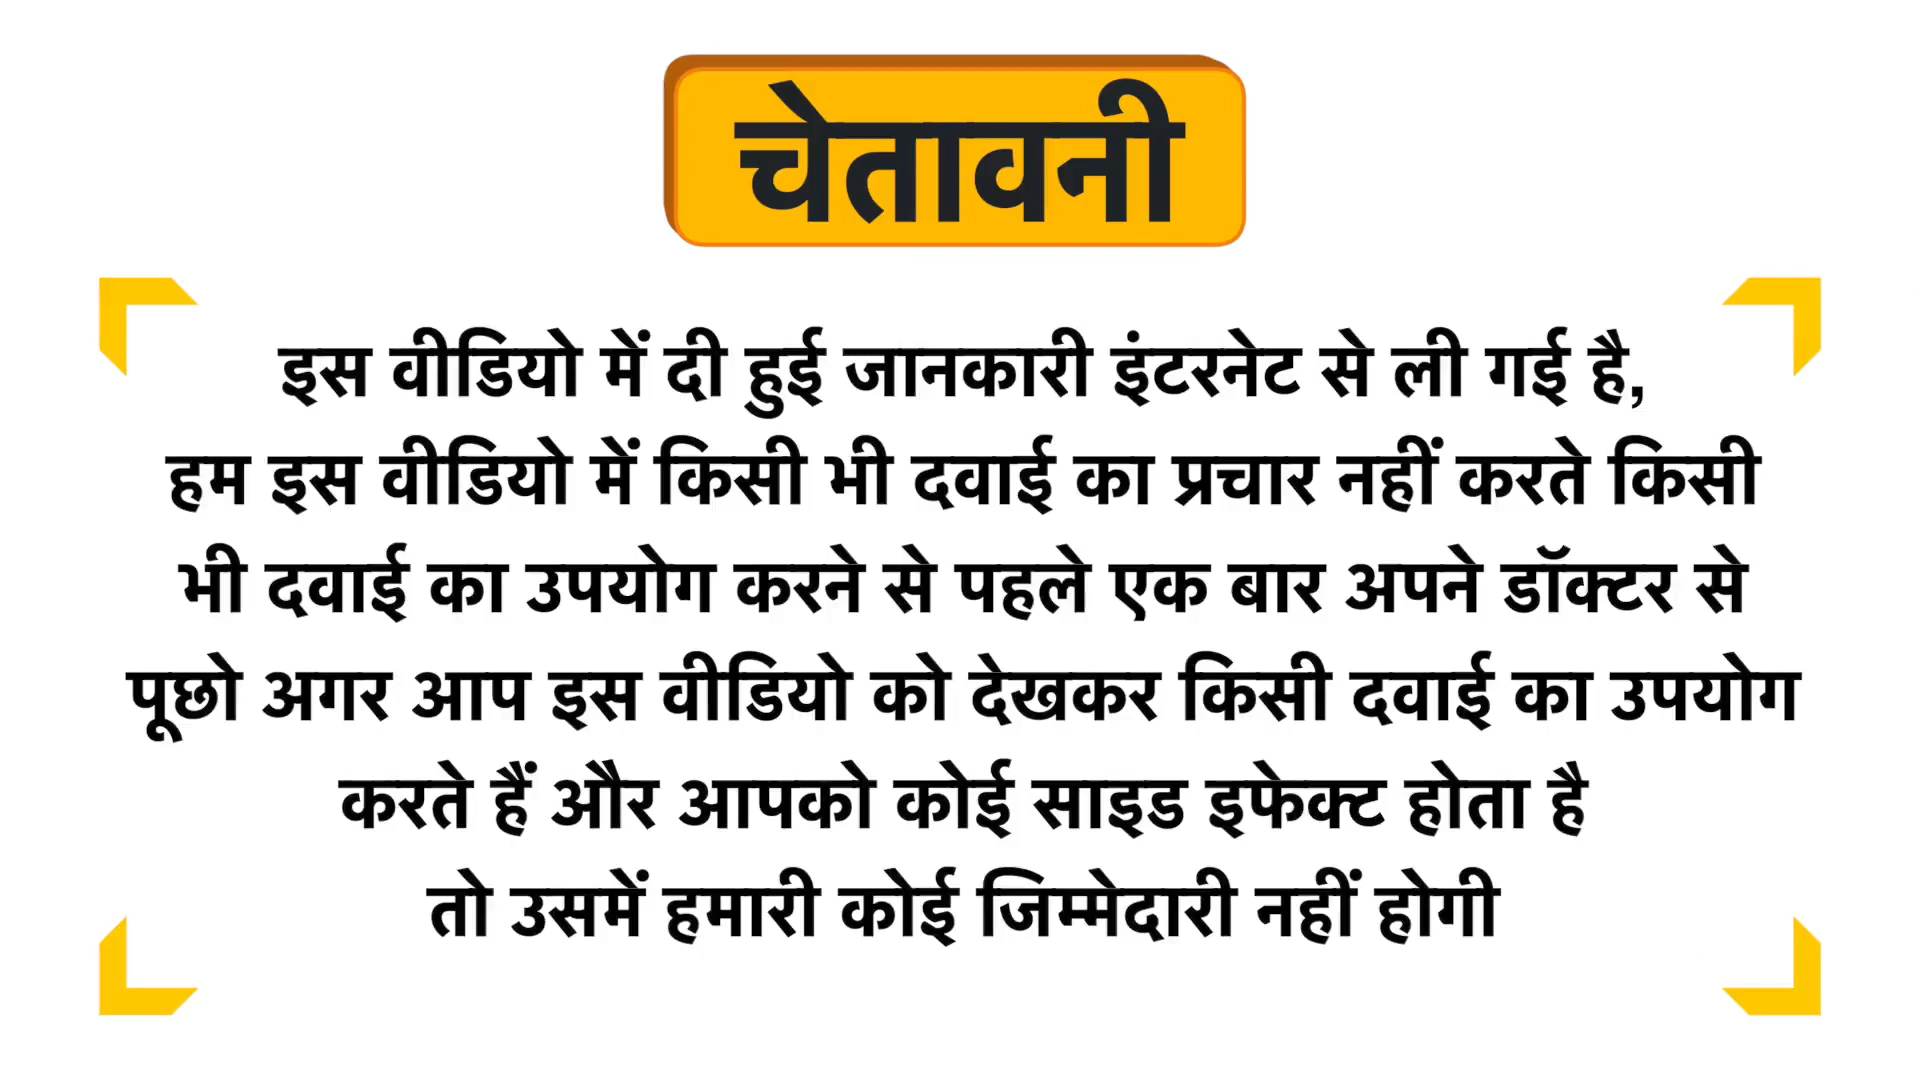 चेतावनी
इस वीडियो में दी हुई जानकारी इंटरनेट से ली गई है,
हम इस वीडियो में किसी भी दवाई का प्रचार नहीं करते किसी
भी दवाई का उपयोग करने से पहले एक बार अपने डॉक्टर से
पूछो अगर आप इस वीडियो को देखकर किसी दवाई का उपयोग
करते हैं और आपको कोई साइड इफेक्ट होता है
तो उसमें हमारी कोई जिम्मेदारी नहीं होगी